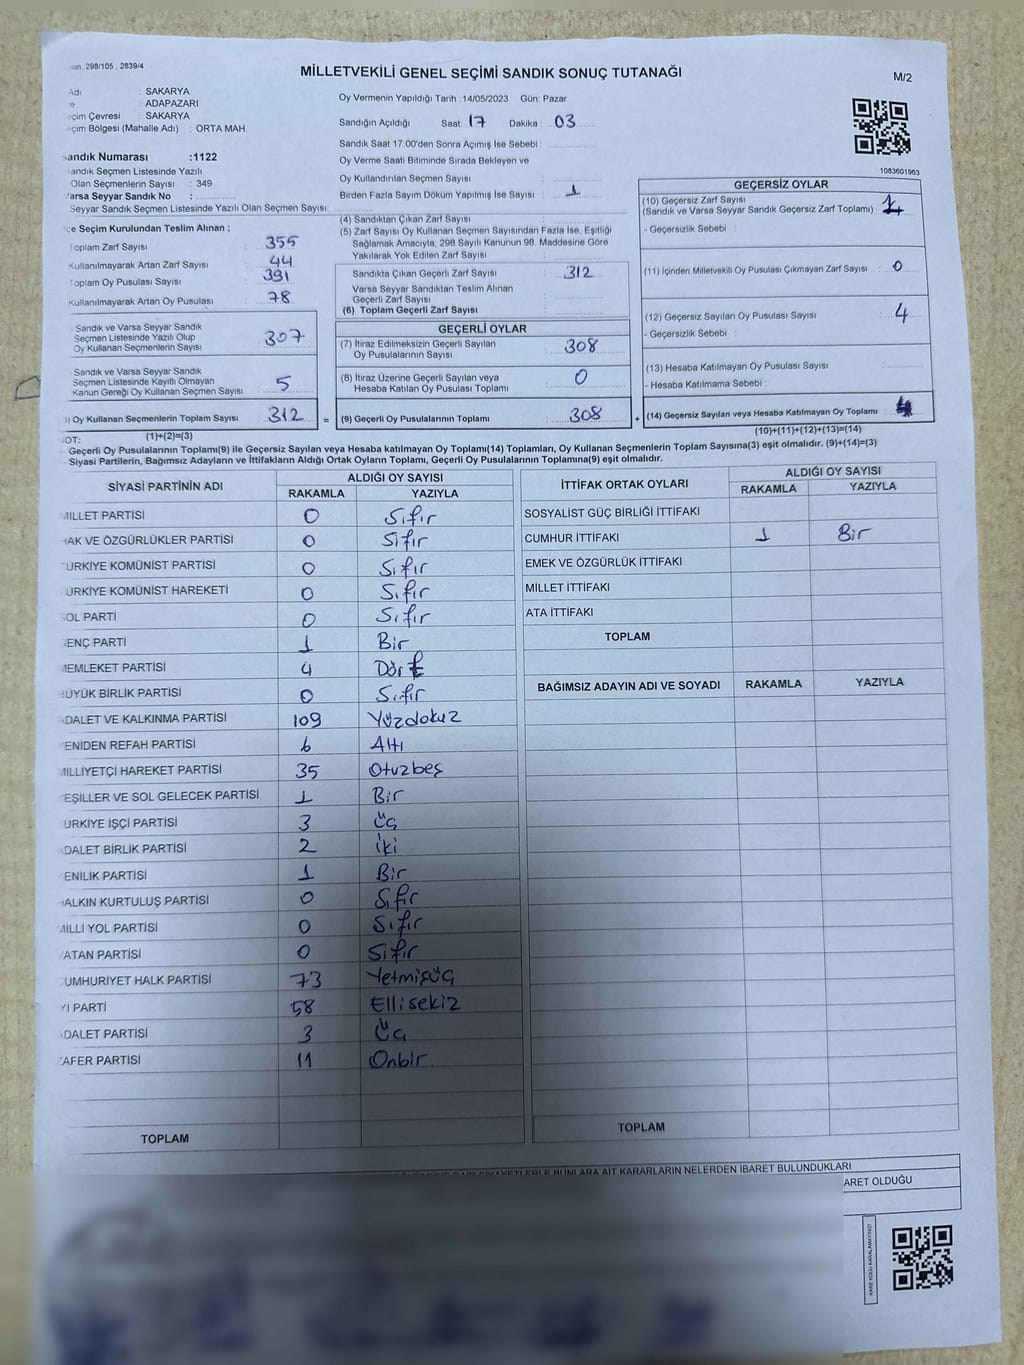 298/105 , 2839/4
MİLLETVEKİLİ GENEL SEÇİMİ SANDIK SONUÇ TUTANAĞI
M/2
Adı : SAKARYA
e : ADAPAZARI
çim Çevresi : SAKARYA
çim Bölgesi (Mahalle Adı) : ORTA MAH.
Sandık Numarası :1122
andık Seçmen Listesinde Yazılı
Olan Seçmenlerin Sayısı : 349
Varsa Seyyar Sandık No :
Seyyar Sandık Seçmen Listesinde Yazılı Olan Seçmen Sayısı:
Oy Vermenin Yapıldığı Tarih :14/05/2023 Gün: Pazar
Sandığın Açıldığı Saat: 17 Dakika : 03
Sandık Saat 17:00'den Sonra Açımış İse Sebebi :
Oy Verme Saati Bitiminde Sırada Bekleyen ve
Oy Kullandırılan Seçmen Sayısı :
Birden Fazla Sayım Döküm Yapılmış İse Sayısı : 1
1083601963
çe Seçim Kurulundan Teslim Alınan ;
Toplam Zarf Sayısı : 355
Kullanılmayarak Artan Zarf Sayısı : 44
Toplam Oy Pusulası Sayısı : 391
Kullanılmayarak Artan Oy Pusulası : 78
Sandık ve Varsa Seyyar Sandık
Seçmen Listesinde Yazılı Olup
Oy Kullanan Seçmenlerin Sayısı : 307
Sandık ve Varsa Seyyar Sandık
Seçmen Listesinde Kayıtlı Olmayan
Kanun Gereği Oy Kullanan Seçmen Sayısı : 5
) Oy Kullanan Seçmenlerin Toplam Sayısı : 312 =
(1)+(2)=(3)
(4) Sandıktan Çıkan Zarf Sayısı :
(5) Zarf Sayısı Oy Kullanan Seçmen Sayısından Fazla İse, Eşitliği
Sağlamak Amacıyla, 298 Sayılı Kanunun 98. Maddesine Göre
Yakılarak Yok Edilen Zarf Sayısı :
Sandıkta Çıkan Geçerli Zarf Sayısı : 312
Varsa Seyyar Sandıktan Teslim Alınan
Geçerli Zarf Sayısı :
(6) Toplam Geçerli Zarf Sayısı :
GEÇERLİ OYLAR
(7) İtiraz Edilmeksizin Geçerli Sayılan
Oy Pusulalarının Sayısı : 308
(8) İtiraz Üzerine Geçerli Sayılan veya
Hesaba Katılan Oy Pusulası Toplamı : 0
(9) Geçerli Oy Pusulalarının Toplamı : 308 +
GEÇERSİZ OYLAR
(10) Geçersiz Zarf Sayısı
(Sandık ve Varsa Seyyar Sandık Geçersiz Zarf Toplamı) :
- Geçersizlik Sebebi :
(11) İçinden Milletvekili Oy Pusulası Çıkmayan Zarf Sayısı : 0
(12) Geçersiz Sayılan Oy Pusulası Sayısı : 4
- Geçersizlik Sebebi :
(13) Hesaba Katılmayan Oy Pusulası Sayısı :
- Hesaba Katılmama Sebebi :
(14) Geçersiz Sayılan veya Hesaba Katılmayan Oy Toplamı : 4
(10)+(11)+(12)+(13)=(14)
OT:
Geçerli Oy Pusulaları Toplamı(9) ile Geçersiz Sayılan veya Hesaba katılmayan Oy Toplamı(14) Toplamları, Oy Kullanan Seçmenlerin Toplam Sayısına(3) eşit olmalıdır. (9)+(14)=(3)
Siyasi Partilerin, Bağımsız Adayların ve İttifakların Aldığı Ortak Oyların Toplamı, Geçerli Oy Pusulalarının Toplamına(9) eşit olmalıdır.
SİYASİ PARTİNİN ADI ALDIĞI OY SAYISI
RAKAMLA YAZIYLA
MİLLET PARTİSİ 0 Sıfır
HAK VE ÖZGÜRLÜKLER PARTİSİ 0 Sıfır
ÜRKİYE KOMÜNİST PARTİSİ 0 Sıfır
ÜRKİYE KOMÜNİST HAREKETİ 0 Sıfır
SOL PARTİ 0 Sıfır
ENÇ PARTİ 1 Bir
MEMLEKET PARTİSİ 4 Dört
BÜYÜK BİRLİK PARTİSİ 0 Sıfır
ADALET VE KALKINMA PARTİSİ 109 Yüzdokuz
ENİDEN REFAH PARTİSİ 6 Altı
MİLLİYETÇİ HAREKET PARTİSİ 35 Otuzbeş
EŞİLLER VE SOL GELECEK PARTİSİ 1 Bir
ÜRKİYE İŞÇİ PARTİSİ 3 Üç
ADALET BİRLİK PARTİSİ 2 İki
ENİLİK PARTİSİ 1 Bir
ALKIN KURTULUŞ PARTİSİ 0 Sıfır
MİLLİ YOL PARTİSİ 0 Sıfır
VATAN PARTİSİ 0 Sıfır
CUMHURİYET HALK PARTİSİ 73 Yetmişüç
Yİ PARTİ 58 Ellisekiz
ADALET PARTİSİ 3 Üç
ZAFER PARTİSİ 11 Onbir
TOPLAM
İTTİFAK ORTAK OYLARI ALDIĞI OY SAYISI
RAKAMLA YAZIYLA
SOSYALİST GÜÇ BİRLİĞİ İTTİFAKI
CUMHUR İTTİFAKI 1 Bir
EMEK VE ÖZGÜRLÜK İTTİFAKI
MİLLET İTTİFAKI
ATA İTTİFAKI
TOPLAM
BAĞIMSIZ ADAYIN ADI VE SOYADI RAKAMLA YAZIYLA
TOPLAM
BUNLARA AİT KARARLARIN NELERDEN İBARET BULUNDUKLARI
ARET OLDUĞU
KARE KODU KARALAMAYINIZ!